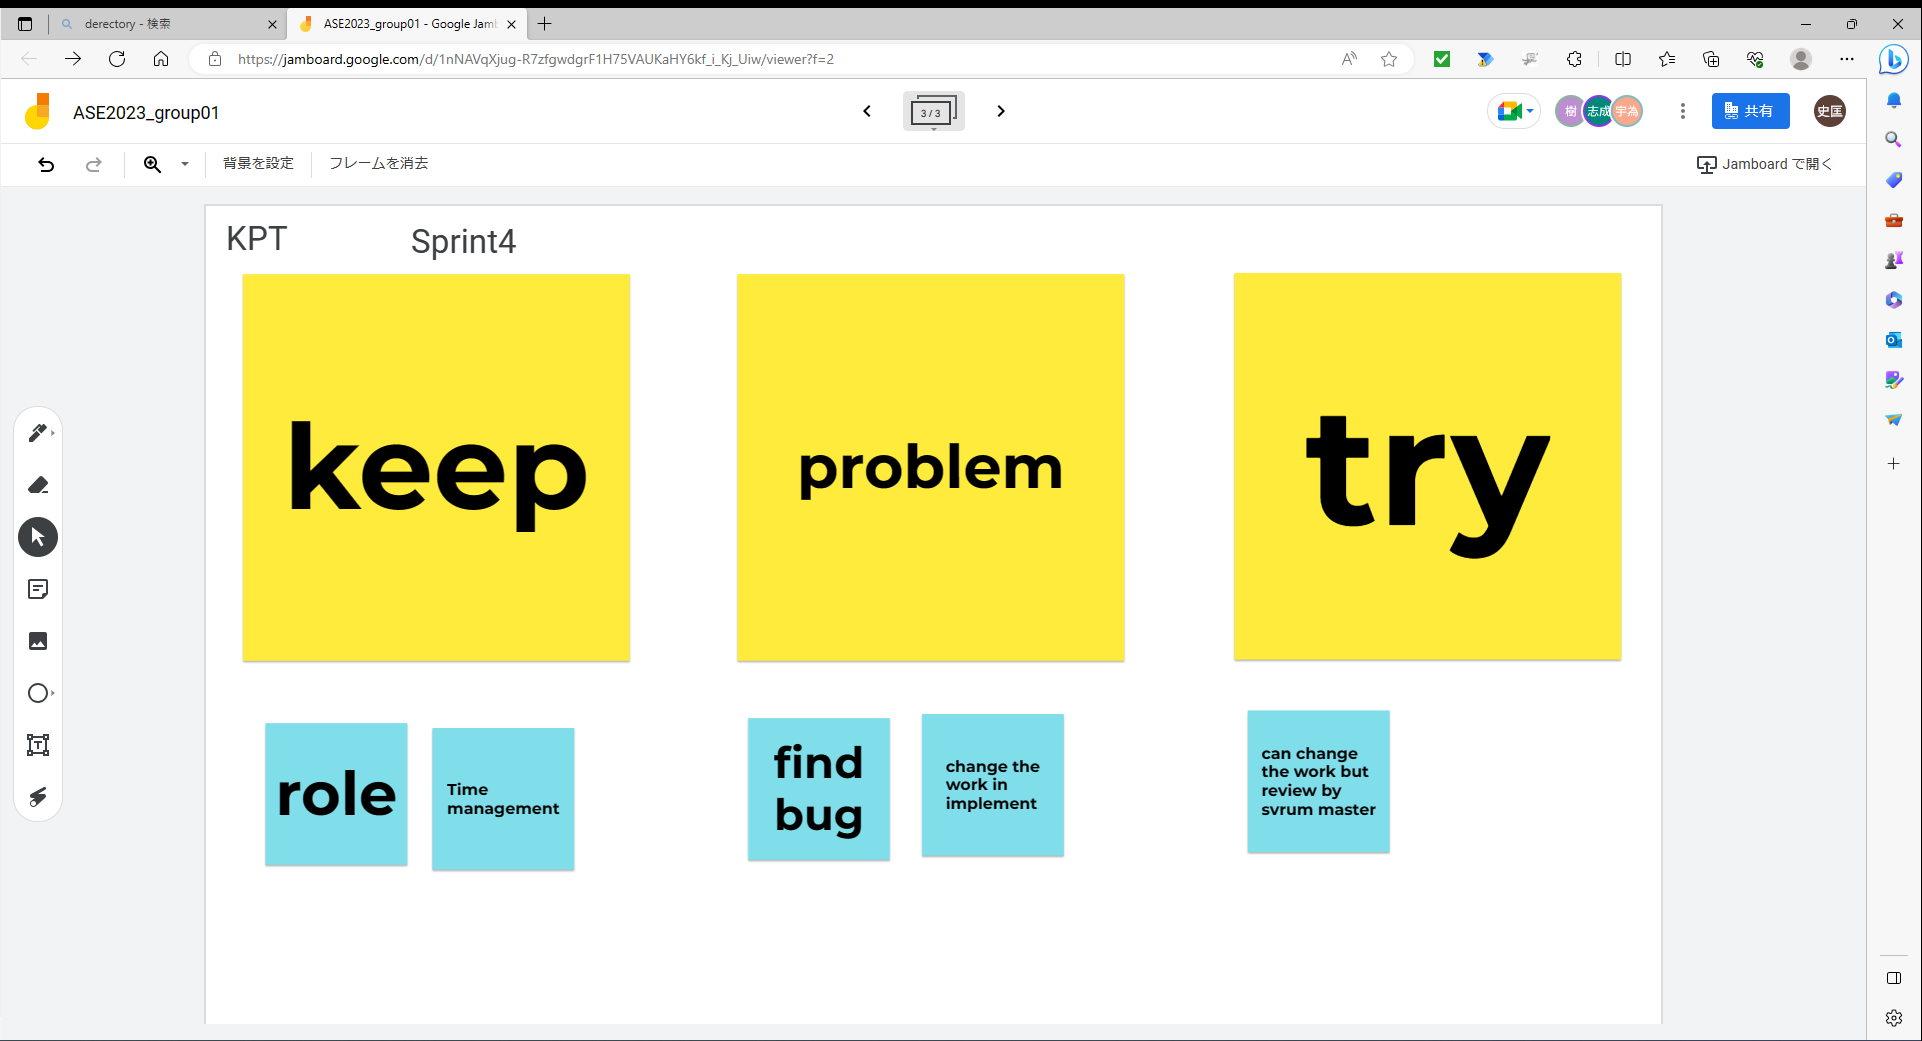 derectory - 検索
ASE2023_group01 - Google Jamb
https://jamboard.google.com/d/1nNAVqXjug-R7zfgwdgrF1H75VAUKaHY6kf_i_Kj_Uiw/viewer?f=2
ASE2023_group01
3 / 3
樹
志成
宇為
共有
史匡
背景を設定
フレームを消去
Jamboard で開く
KPT
Sprint4
keep
problem
try
role
Time
management
find
bug
change the
work in
implement
can change
the work but
review by
svrum master